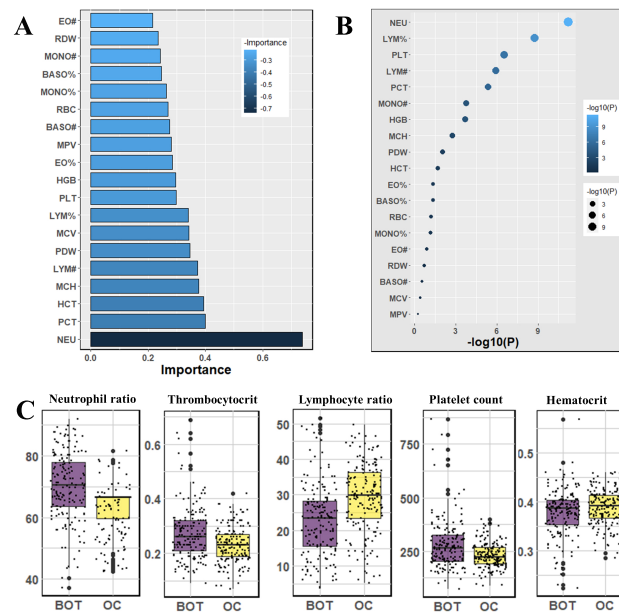 A
EO#
RDW
MONO#
BASO%
MONO%
RBC
BASO#
MPV
EO%
HGB
PLT
LYM%
MCV
PDW
LYM#
MCH
HCT
PCT
NEU
-Importance
-0.3
-0.4
-0.5
-0.6
-0.7
0.0 0.2 0.4 0.6
Importance
B
NEU
LYM%
PLT
LYM#
PCT
MONO#
HGB
MCH
PDW
HCT
EO%
BASO%
RBC
MONO%
EO#
RDW
BASO#
MCV
MPV
0 3 6 9
-log10(P)
-log10(P)
9
6
3
-log10(P)
3
6
9
C
Neutrophil ratio
80
60
40
BOT OC
Thrombocytocrit
0.6
0.4
0.2
BOT OC
Lymphocyte ratio
50
40
30
20
10
0
BOT OC
Platelet count
750
500
250
BOT OC
Hematocrit
0.5
0.4
0.3
BOT OC